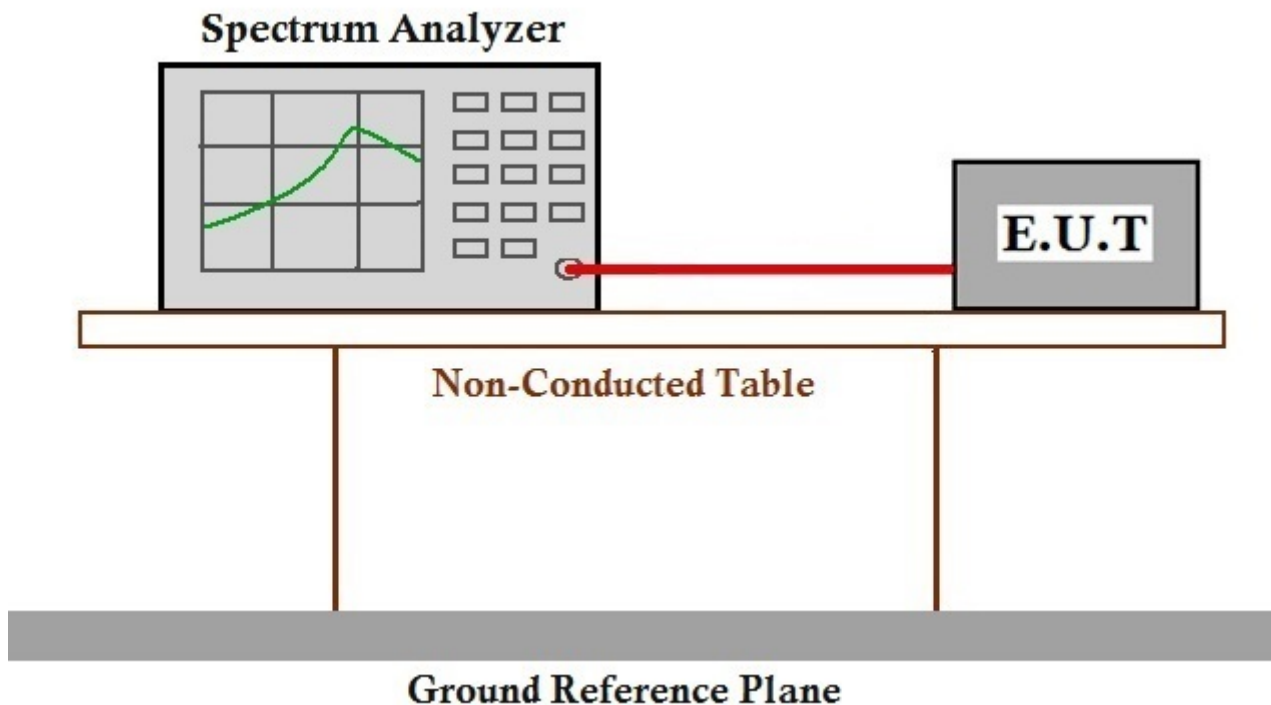 Spectrum Analyzer
E.U.T
Non-Conducted Table
Ground Reference Plane